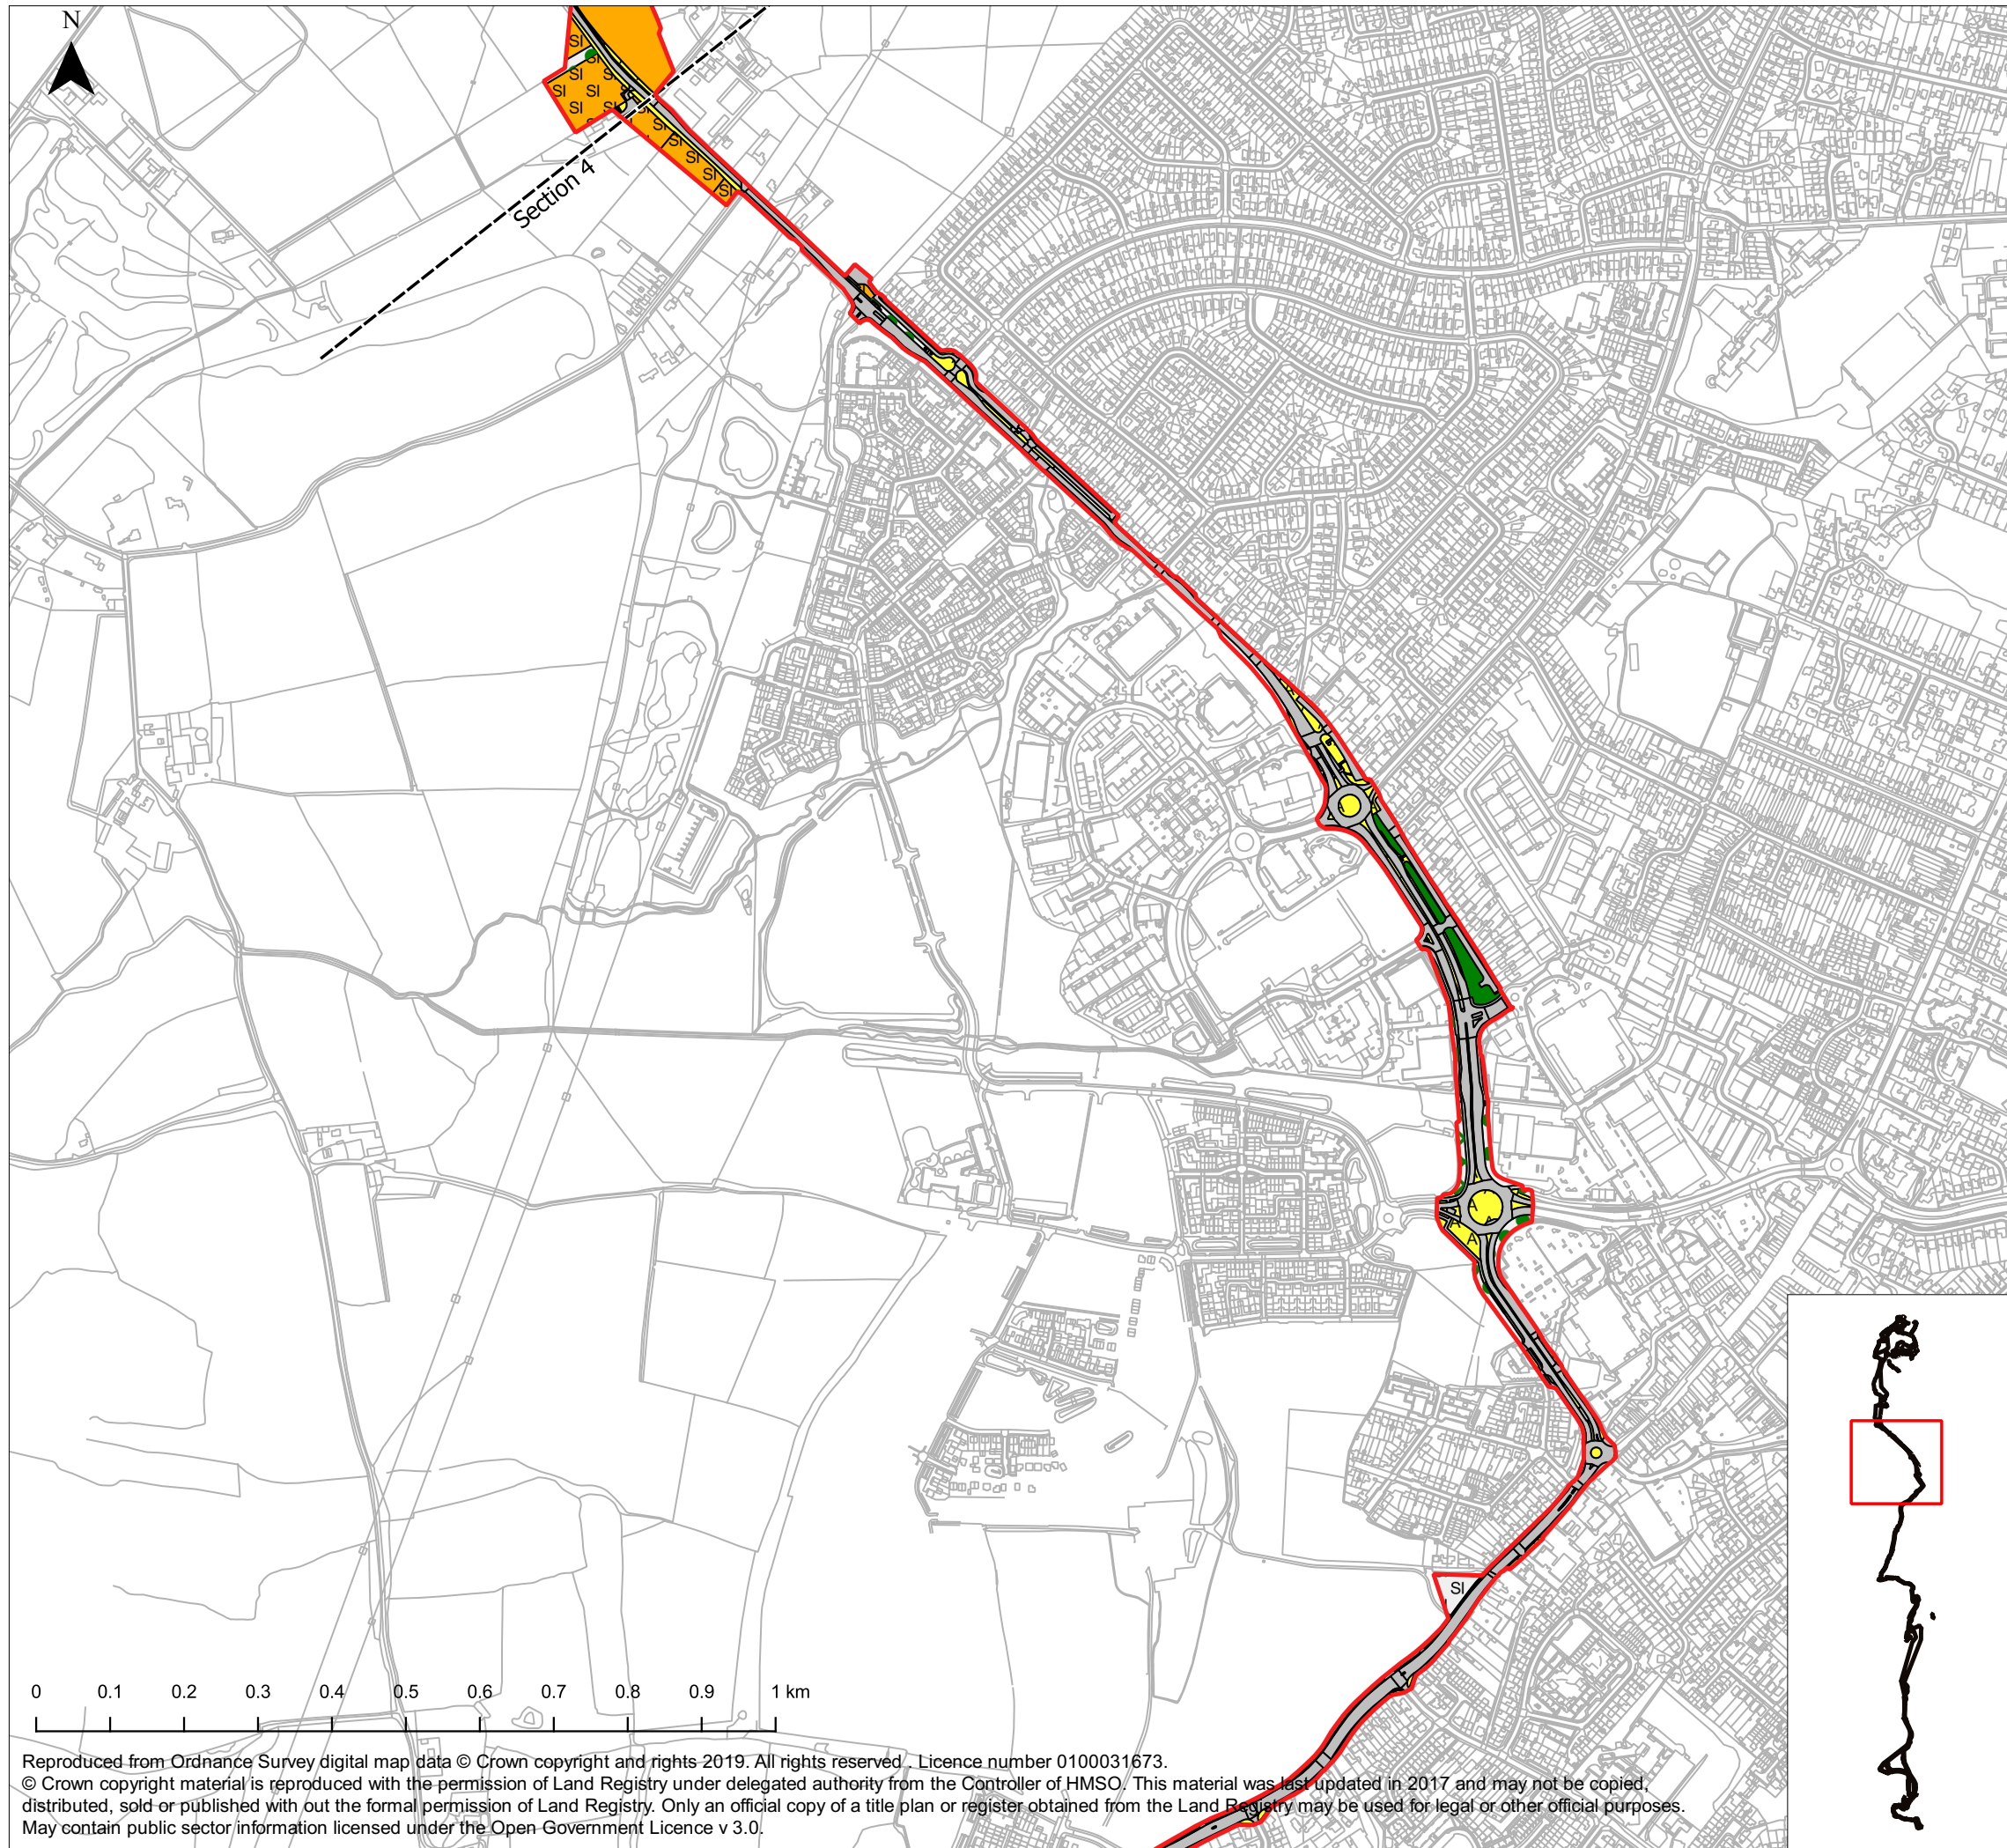 N
SI
SI
SI
SI
SI
SI
SI
SI
SI
SI
SI
SI
SI
Section 4
A
A
A
SI
0 0.1 0.2 0.3 0.4 0.5 0.6 0.7 0.8 0.9 1 km
Reproduced from Ordnance Survey digital map data © Crown copyright and rights 2019. All rights reserved . Licence number 0100031673.
© Crown copyright material is reproduced with the permission of Land Registry under delegated authority from the Controller of HMSO. This material was last updated in 2017 and may not be copied,
distributed, sold or published with out the formal permission of Land Registry. Only an official copy of a title plan or register obtained from the Land Registry may be used for legal or other official purposes.
May contain public sector information licensed under the Open Government Licence v 3.0.